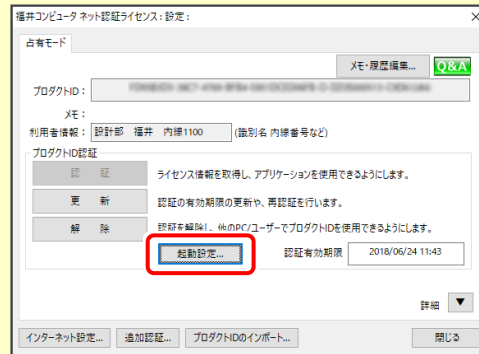 福井コンピュータ ネット認証ライセンス : 設定 :
占有モード
メモ・履歴編集... Q&A
プロダクトID :
メモ :
利用者情報 : 設計部 福井 内線1100 (識別名 内線番号など)
プロダクトID認証
認 証 ライセンス情報を取得し、アプリケーションを使用できるようにします。
更 新 認証の有効期限の更新や、再認証を行います。
解 除 認証を解除し、他のPC/ユーザーでプロダクトIDを使用できるようにします。
起動設定... 認証有効期限 2018/06/24 11:43
詳細 ▼
インターネット設定... 追加認証... プロダクトIDのインポート... 閉じる